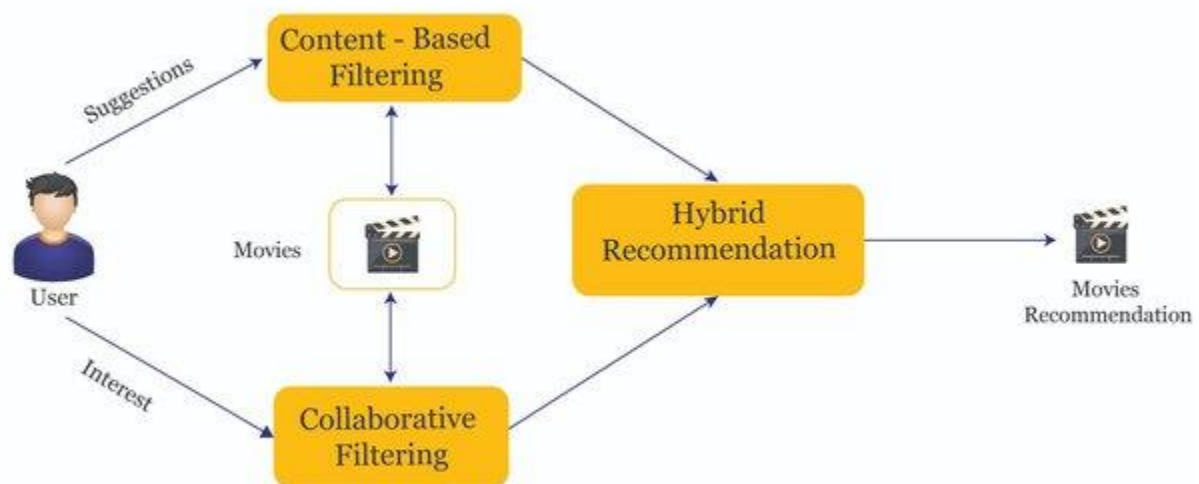 Content - Based
Filtering
Suggestions
Hybrid
Recommendation
Movies
User
Movies
Recommendation
Interest
Collaborative
Filtering